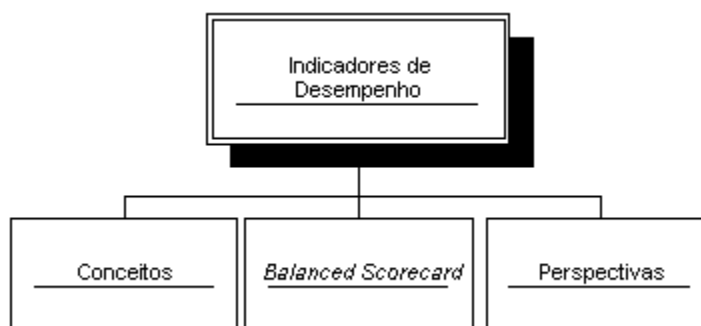 Indicadores de
Desempenho
Conceitos
Balanced Scorecard
Perspectivas